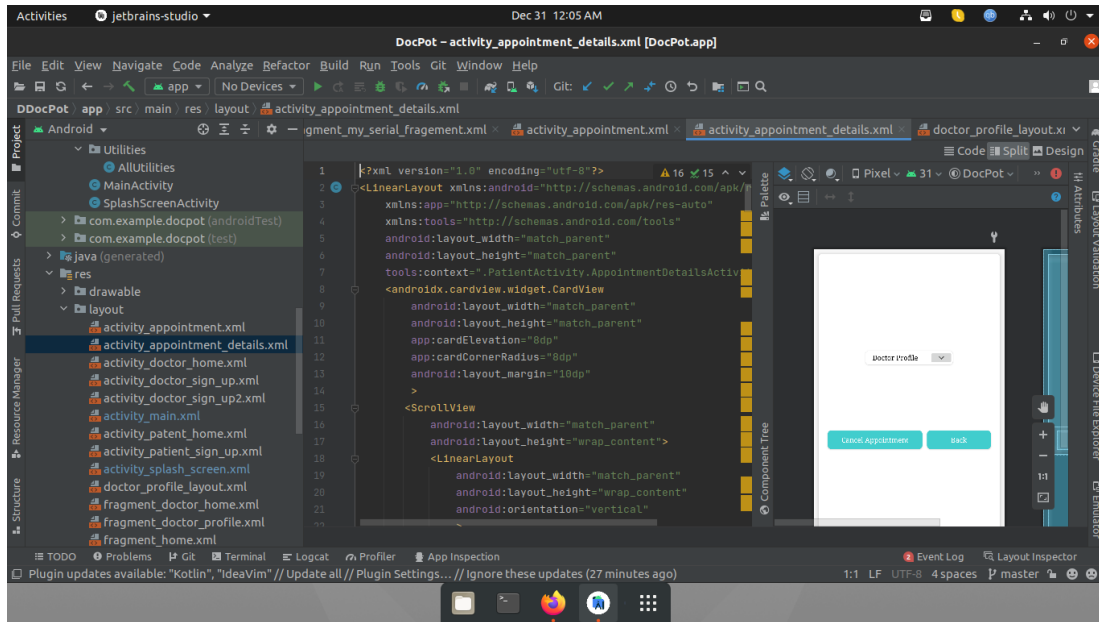 Activities jetbrains-studio Dec 31 12:05 AM
DocPot – activity_appointment_details.xml [DocPot.app]
File Edit View Navigate Code Analyze Refactor Build Run Tools Git Window Help
app No Devices Git:
DDocPot app src main res layout activity_appointment_details.xml
Android
gment_my_serial_fragement.xml activity_appointment.xml activity_appointment_details.xml doctor_profile_layout.x
Code Split Design
Project
Commit
Pull Requests
Resource Manager
Structure
Utilities
AllUtilities
MainActivity
SplashScreenActivity
com.example.docpot (androidTest)
com.example.docpot (test)
java (generated)
res
drawable
layout
activity_appointment.xml
activity_appointment_details.xml
activity_doctor_home.xml
activity_doctor_sign_up.xml
activity_doctor_sign_up2.xml
activity_main.xml
activity_patent_home.xml
activity_patient_sign_up.xml
activity_splash_screen.xml
doctor_profile_layout.xml
fragment_doctor_home.xml
fragment_doctor_profile.xml
fragment_home.xml
16 15
1 <?xml version="1.0" encoding="utf-8"?>
2 <LinearLayout xmlns:android="http://schemas.android.com/apk/r
3 xmlns:app="http://schemas.android.com/apk/res-auto"
4 xmlns:tools="http://schemas.android.com/tools"
5 android:layout_width="match_parent"
6 android:layout_height="match_parent"
7 tools:context=".PatientActivity.AppointmentDetailsActiv
8 <androidx.cardview.widget.CardView
9 android:layout_width="match_parent"
10 android:layout_height="match_parent"
11 app:cardElevation="8dp"
12 app:cardCornerRadius="8dp"
13 android:layout_margin="10dp"
14 >
15 <ScrollView
16 android:layout_width="match_parent"
17 android:layout_height="wrap_content">
18 <LinearLayout
19 android:layout_width="match_parent"
20 android:layout_height="wrap_content"
21 android:orientation="vertical"
22 >
Palette
Component Tree
Pixel 31 DocPot
Doctor Profile
Cancel Appointment Back
1:1
Gradle
Attributes
Layout Validation
Device File Explorer
Emulator
TODO Problems Git Terminal Logcat Profiler App Inspection 2 Event Log Layout Inspector
Plugin updates available: "Kotlin", "IdeaVim" // Update all // Plugin Settings... // Ignore these updates (27 minutes ago) 1:1 LF UTF-8 4 spaces master